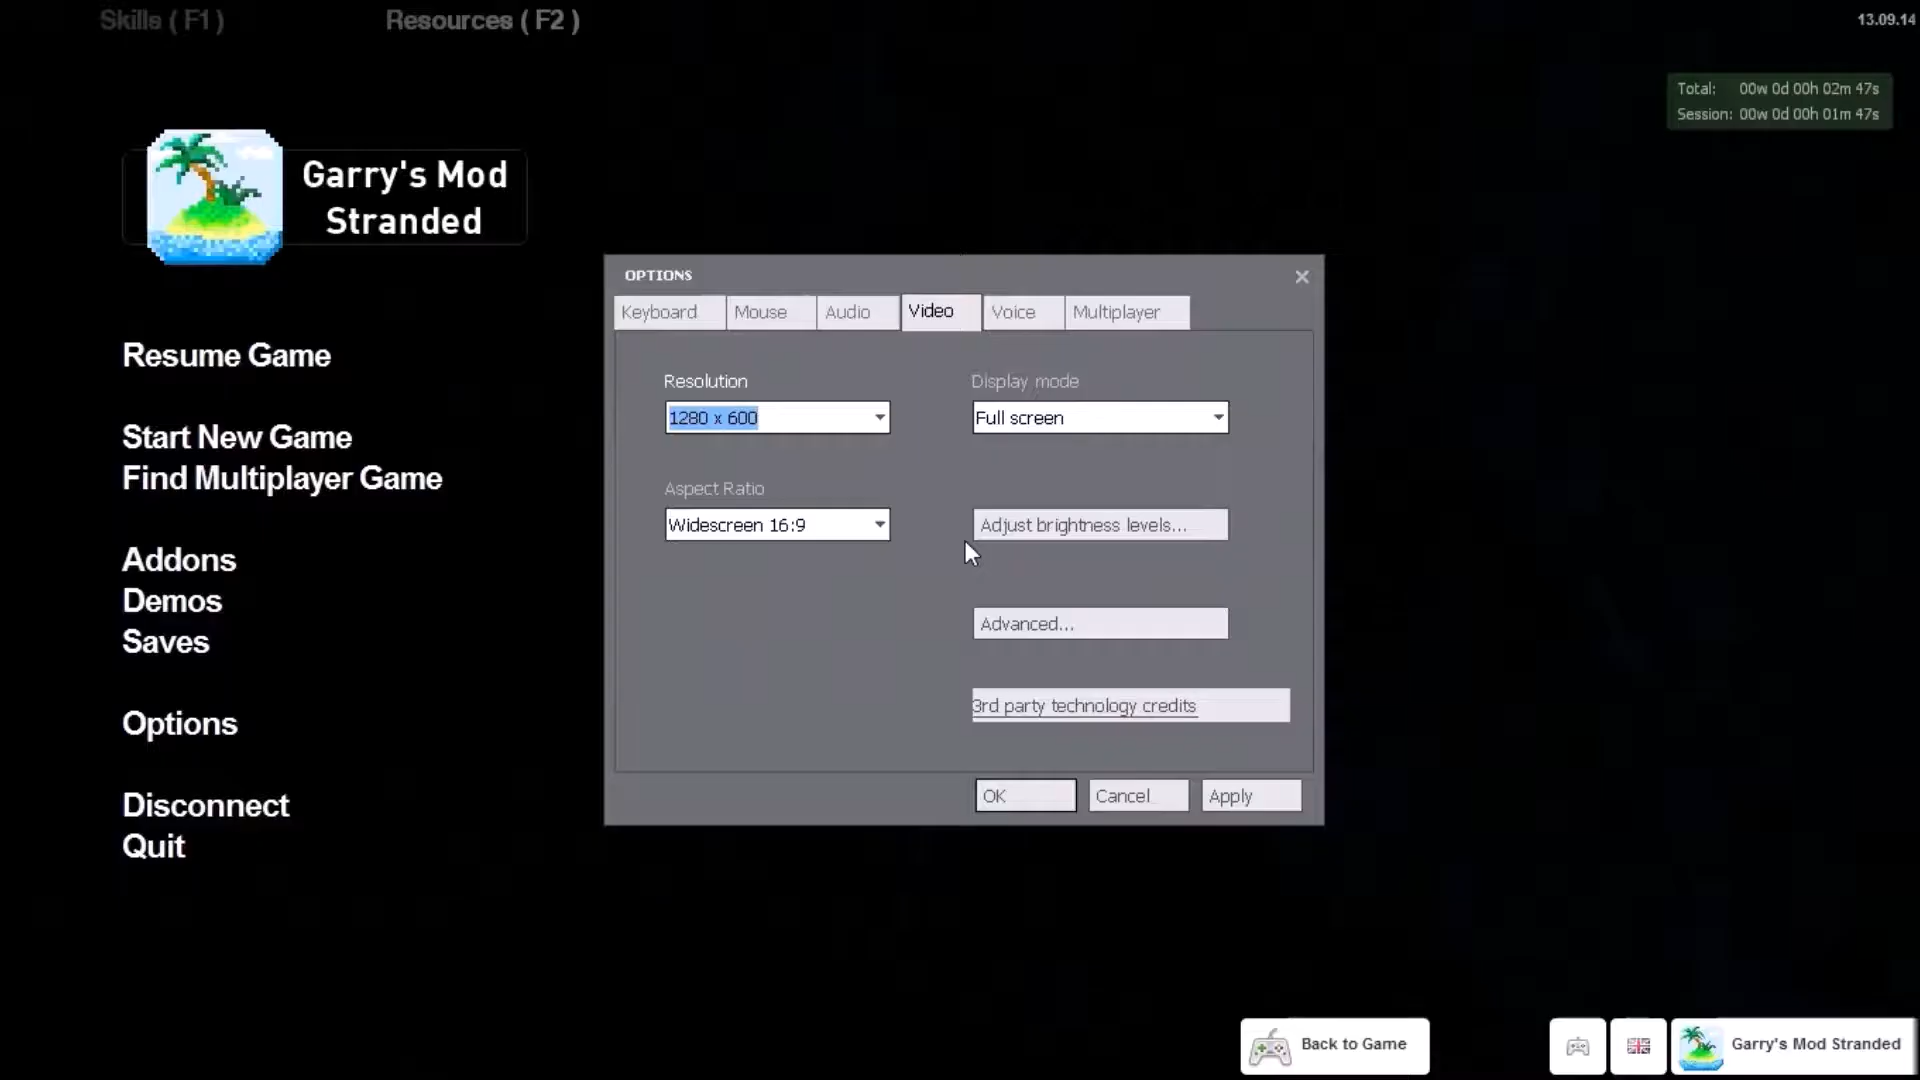 Skills ( F1 )
Resources ( F2 )
13.09.14
Total: 00w 0d 00h 02m 47s
Session: 00w 0d 00h 01m 47s
Garry's Mod
Stranded
OPTIONS
Keyboard
Mouse
Audio
Video
Voice
Multiplayer
Resume Game
Resolution
Display mode
1280 x 600
Full screen
Start New Game
Find Multiplayer Game
Aspect Ratio
Widescreen 16:9
Adjust brightness levels...
Addons
Demos
Saves
Advanced...
3rd party technology credits
Options
OK
Cancel
Apply
Disconnect
Quit
Back to Game
Garry's Mod Stranded